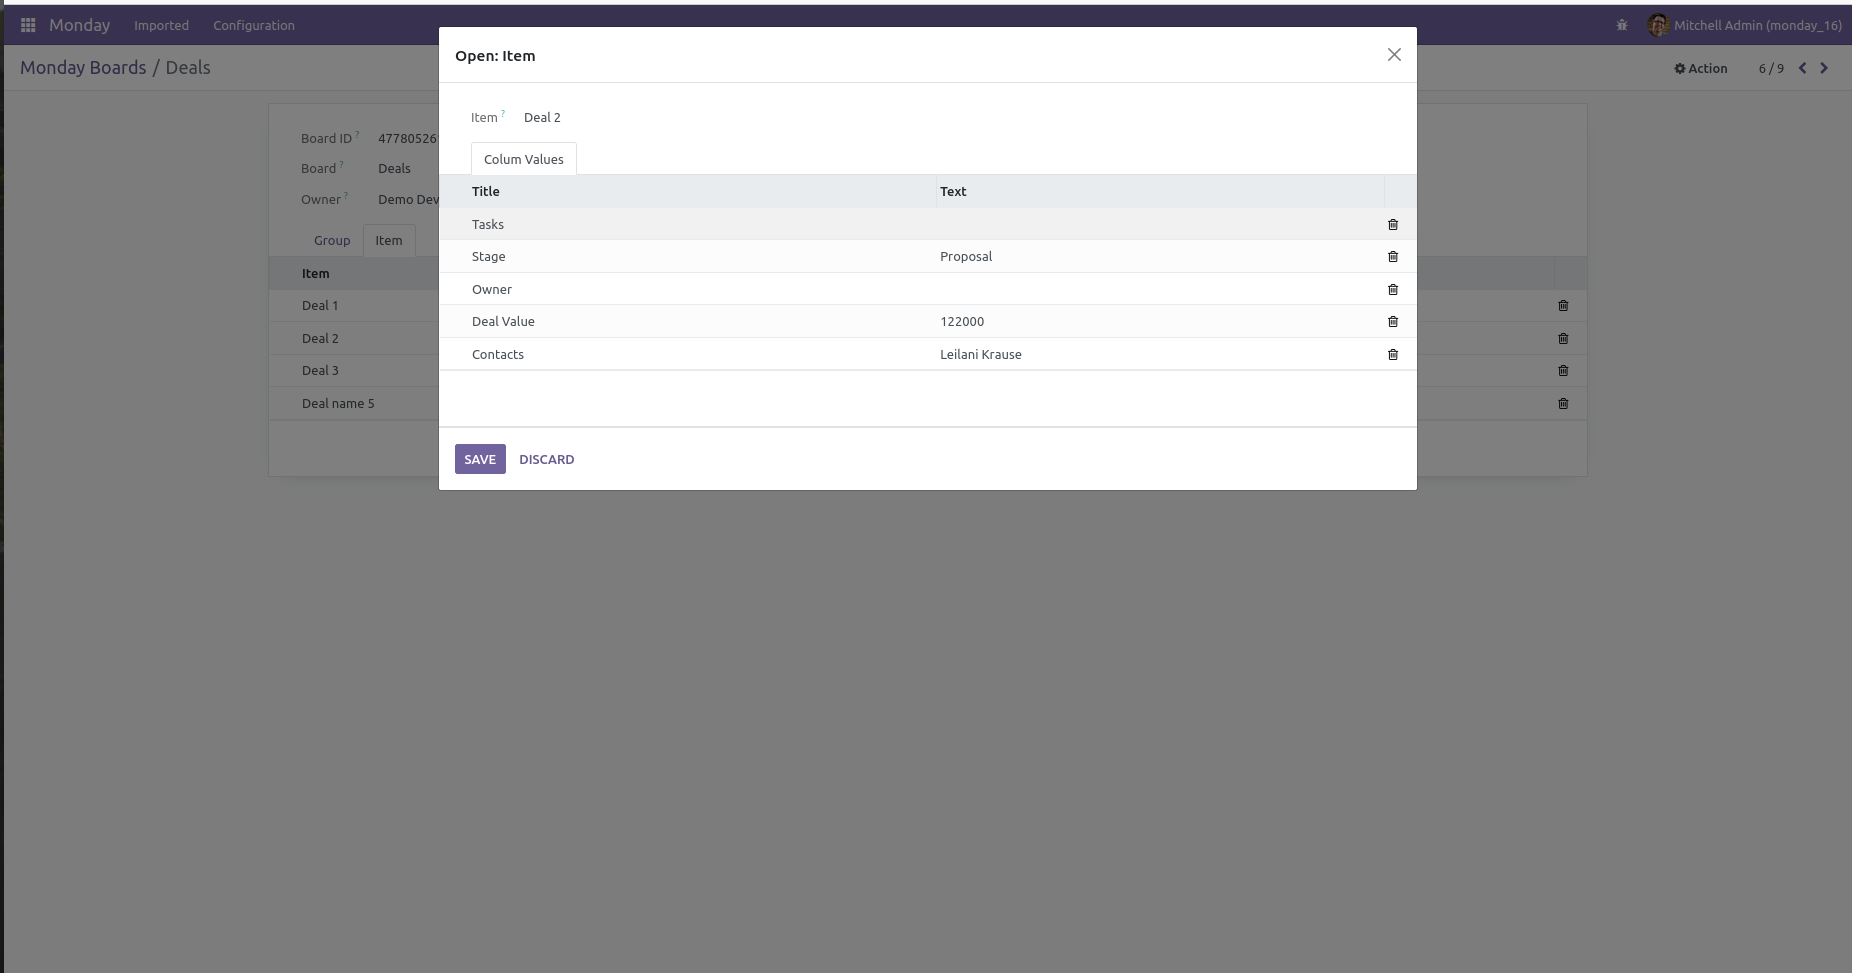 Monday Imported Configuration Mitchell Admin (monday_16)
Monday Boards / Deals Action 6 / 9
Open: Item
Item ? Deal 2
Colum Values
Title Text
Tasks
Stage Proposal
Owner
Deal Value 122000
Contacts Leilani Krause
SAVE DISCARD
Board ID ? 47780526
Board ? Deals
Owner ? Demo Dev
Group Item
Item
Deal 1
Deal 2
Deal 3
Deal name 5